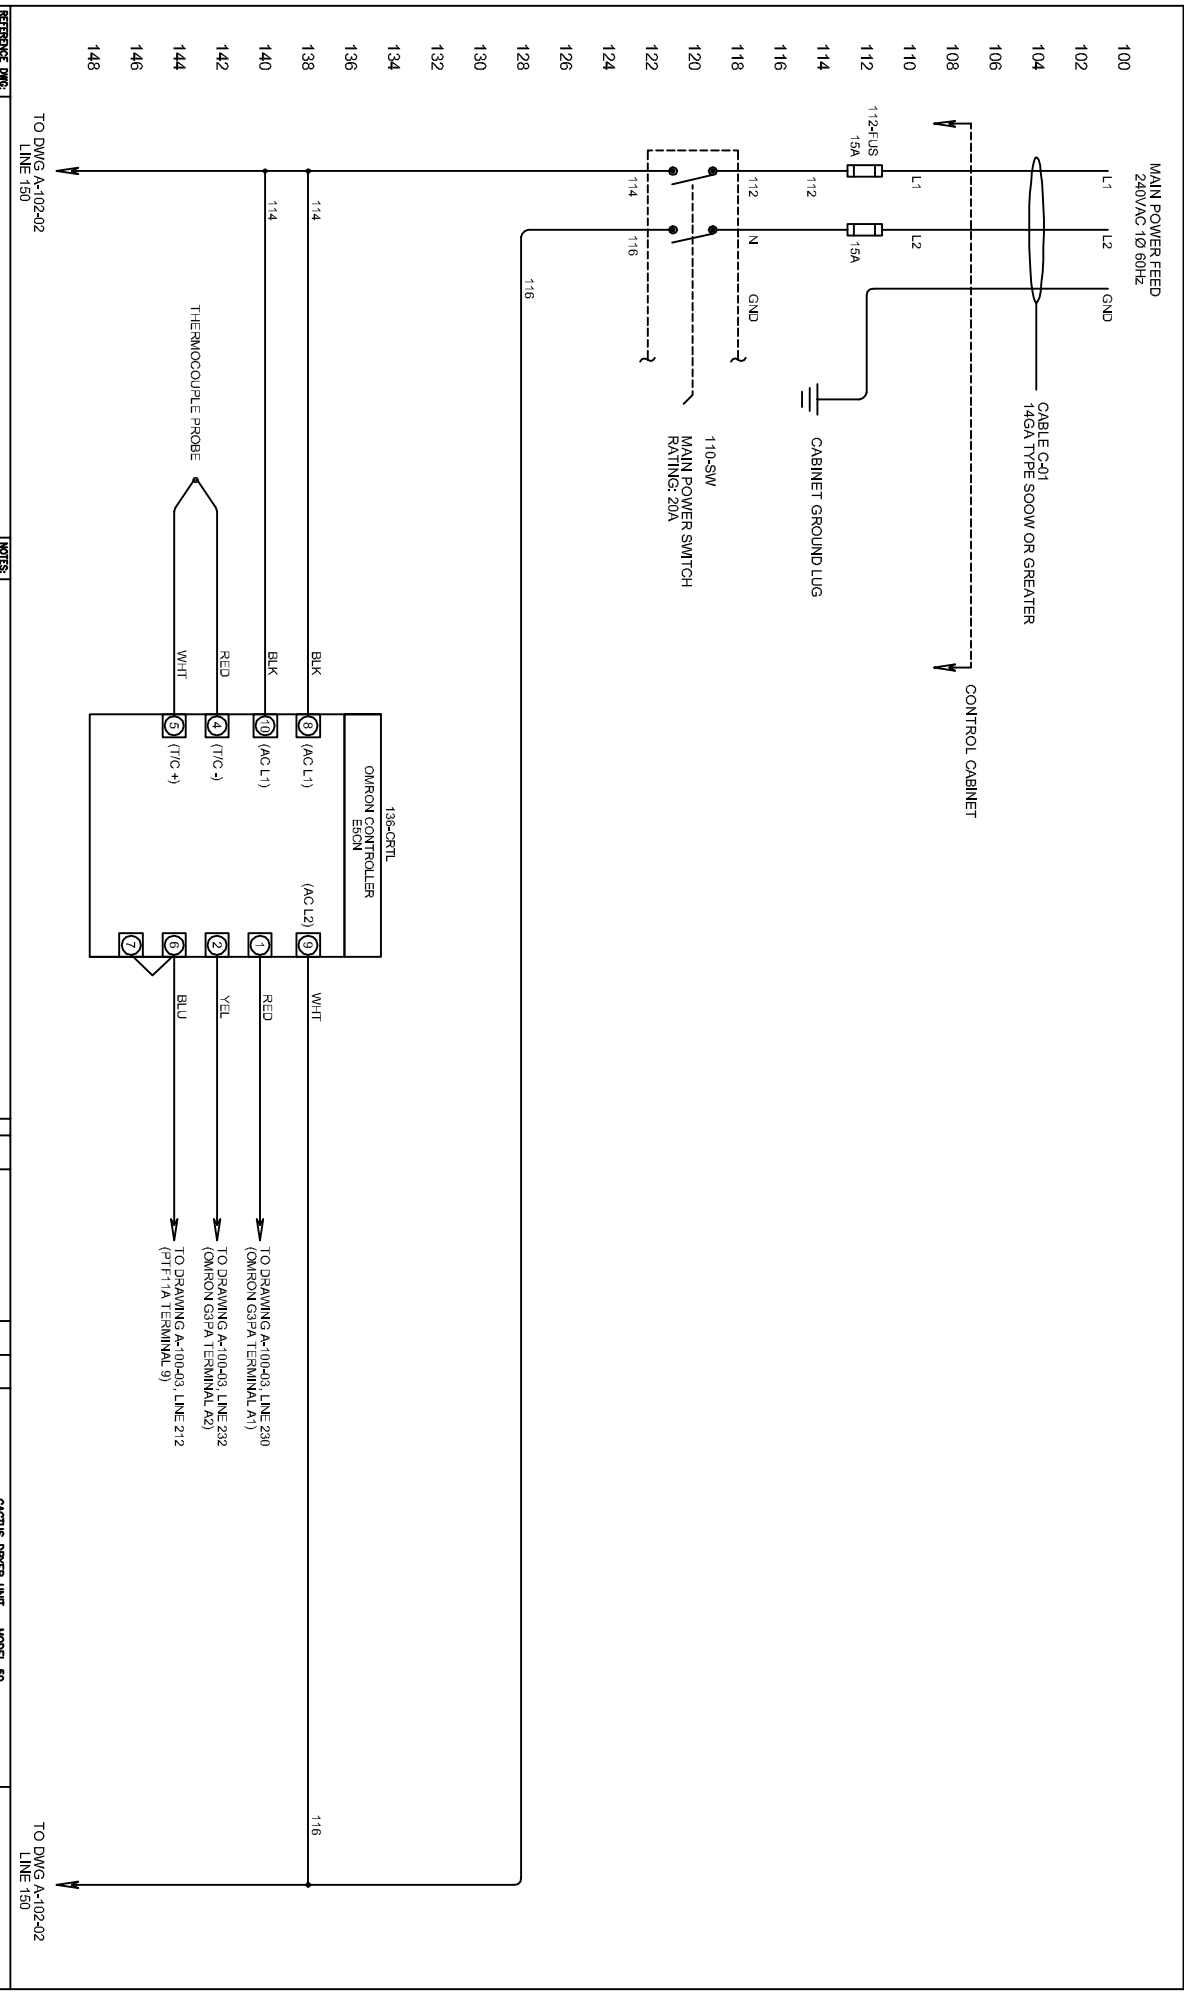 MAIN POWER FEED
240VAC 1Ø 60Hz
L1
L2
GND
100
102
104
106
108
110
112
114
116
118
120
122
124
126
128
130
132
134
136
138
140
142
144
146
148
CABLE C-01
14GA TYPE SOOW OR GREATER
CONTROL CABINET
L1
L2
112-FUS
15A
15A
112
CABINET GROUND LUG
112
N
GND
110-SW
MAIN POWER SWITCH
RATING: 20A
114
116
116
136-CRTL
OMRON CONTROLLER
E5CN
114
BLK
8
(AC L1)
(AC L2)
9
WHT
116
114
BLK
10
(AC L1)
1
RED
TO DRAWING A-100-03, LINE 230
(OMRON G3PA TERMINAL A1)
RED
4
(T/C -)
2
YEL
TO DRAWING A-100-03, LINE 232
(OMRON G3PA TERMINAL A2)
THERMOCOUPLE PROBE
WHT
5
(T/C +)
6
BLU
TO DRAWING A-100-03, LINE 212
(PTF11A TERMINAL 9)
7
TO DWG A-102-02
LINE 150
TO DWG A-102-02
LINE 150
REFERENCE DWG:
NOTES:
CACTUS DRYER UNIT MODEL 50